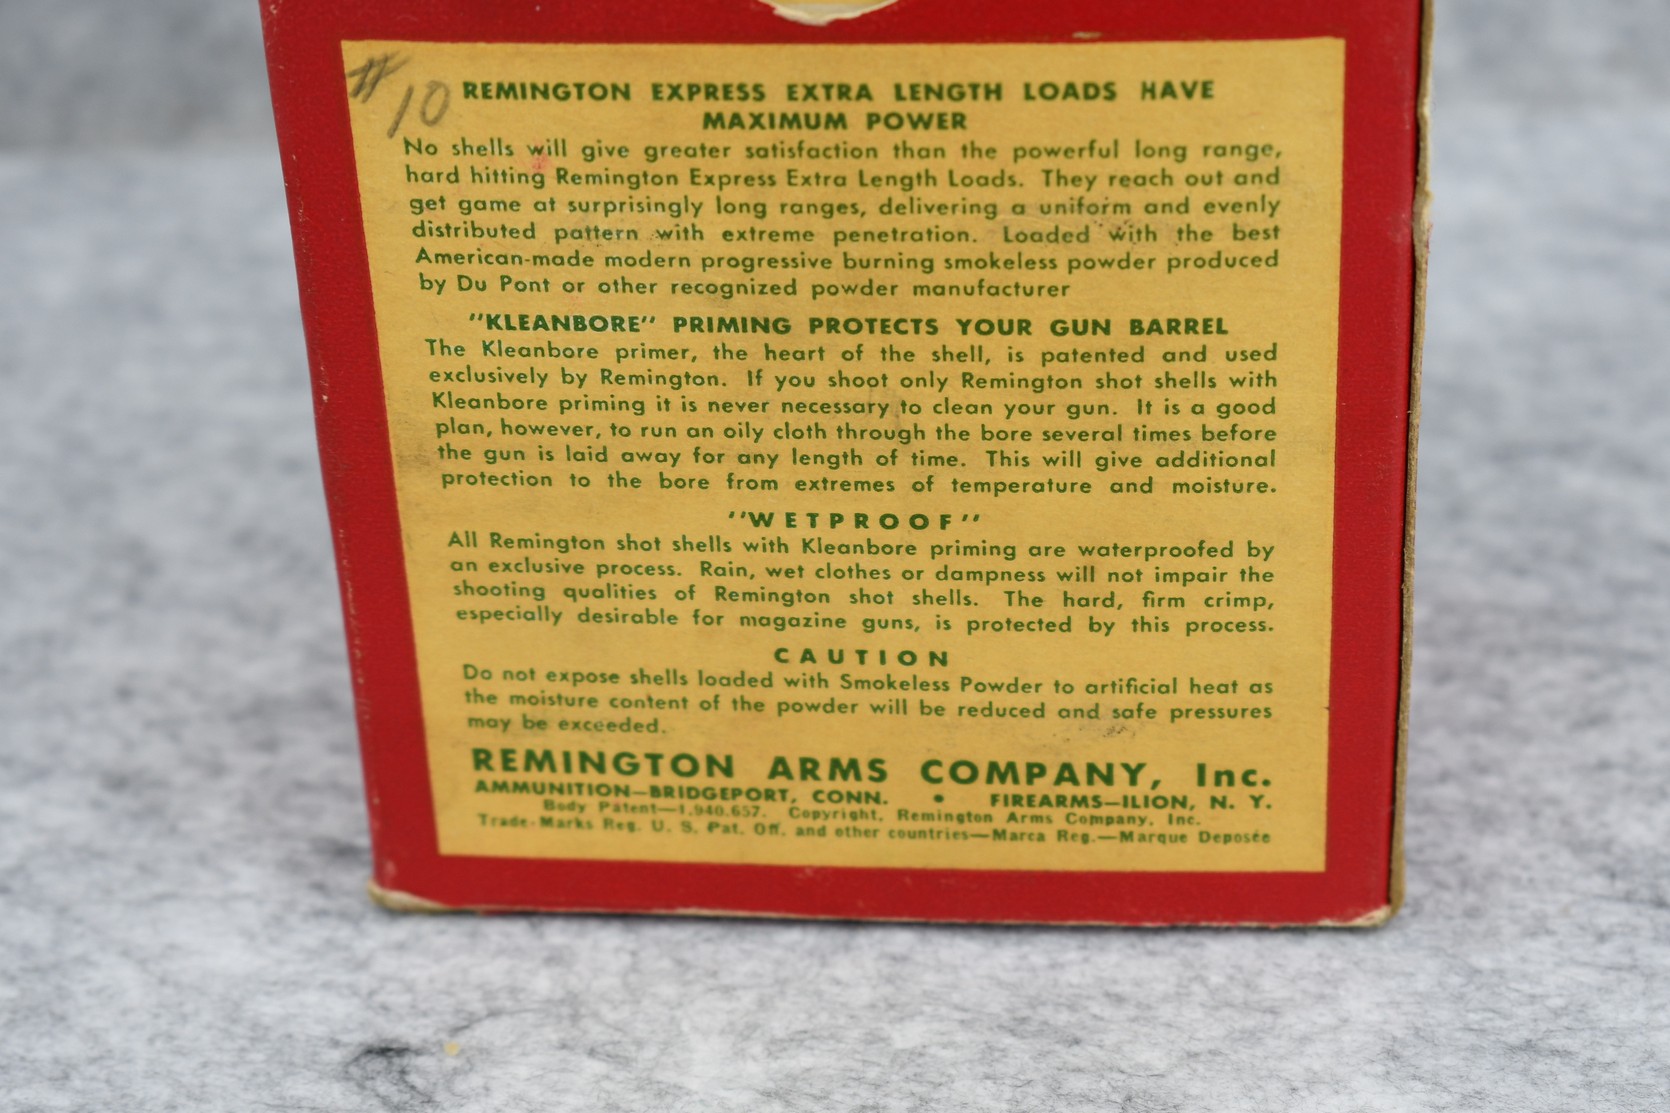 #10
REMINGTON EXPRESS EXTRA LENGTH LOADS HAVE
MAXIMUM POWER
No shells will give greater satisfaction than the powerful long range,
hard hitting Remington Express Extra Length Loads. They reach out and
get game at surprisingly long ranges, delivering a uniform and evenly
distributed pattern with extreme penetration. Loaded with the best
American-made modern progressive burning smokeless powder produced
by Du Pont or other recognized powder manufacturer
"KLEANBORE" PRIMING PROTECTS YOUR GUN BARREL
The Kleanbore primer, the heart of the shell, is patented and used
exclusively by Remington. If you shoot only Remington shot shells with
Kleanbore priming it is never necessary to clean your gun. It is a good
plan, however, to run an oily cloth through the bore several times before
the gun is laid away for any length of time. This will give additional
protection to the bore from extremes of temperature and moisture.
"WETPROOF"
All Remington shot shells with Kleanbore priming are waterproofed by
an exclusive process. Rain, wet clothes or dampness will not impair the
shooting qualities of Remington shot shells. The hard, firm crimp,
especially desirable for magazine guns, is protected by this process.
CAUTION
Do not expose shells loaded with Smokeless Powder to artificial heat as
the moisture content of the powder will be reduced and safe pressures
may be exceeded.
REMINGTON ARMS COMPANY, Inc.
AMMUNITION—BRIDGEPORT, CONN. • FIREARMS—ILION, N. Y.
Body Patent—1,940,657. Copyright, Remington Arms Company, Inc.
Trade-Marks Reg. U. S. Pat. Off. and other countries—Marca Reg.—Marque Deposée